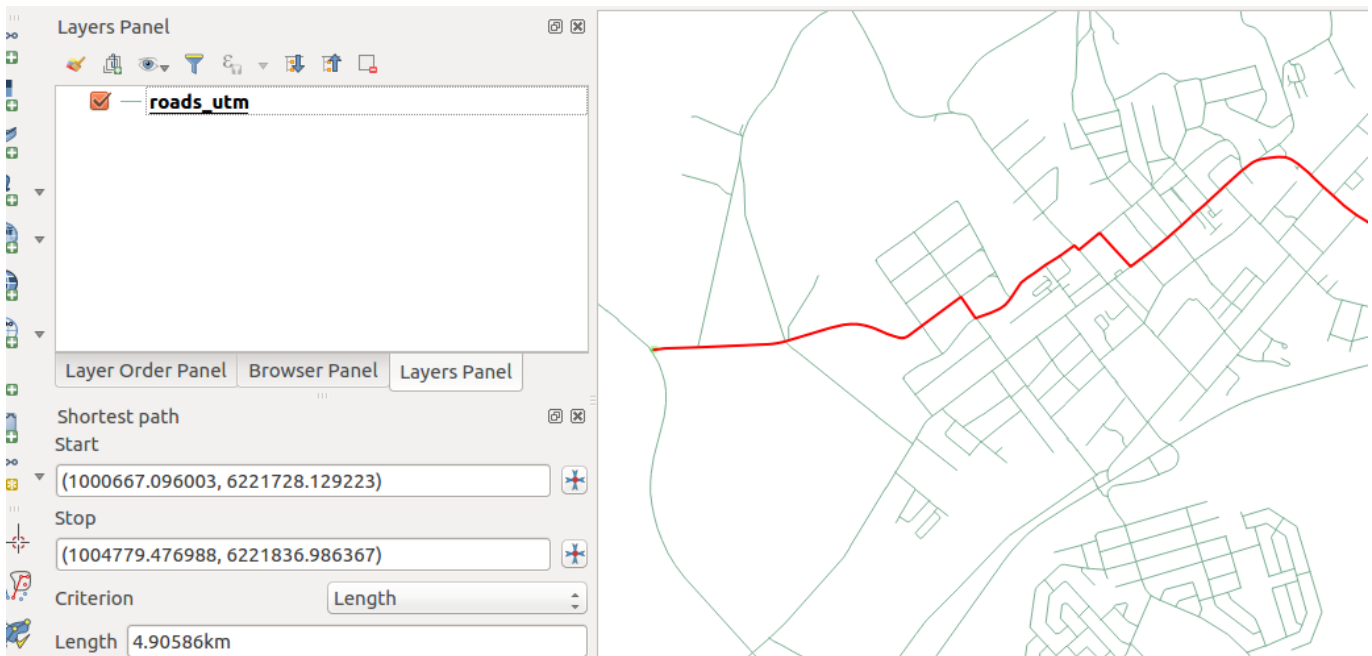 Layers Panel
roads_utm
Layer Order Panel Browser Panel Layers Panel
Shortest path
Start
(1000667.096003, 6221728.129223)
Stop
(1004779.476988, 6221836.986367)
Criterion Length
Length 4.90586km